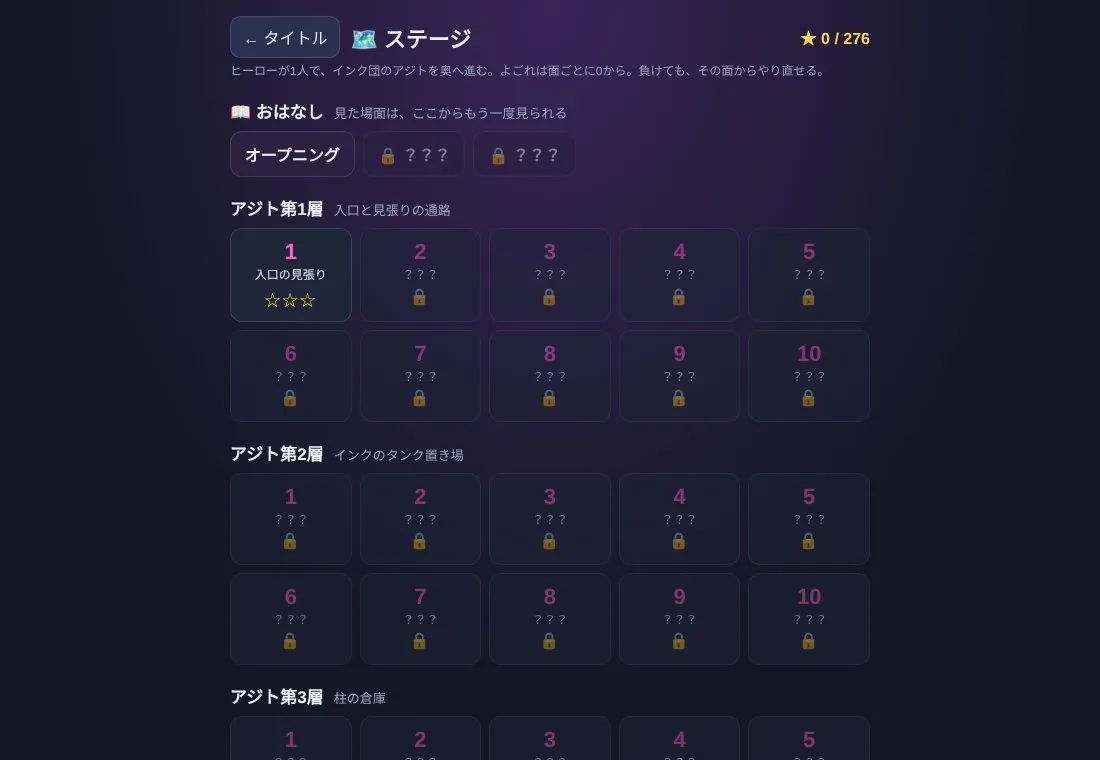 ← タイトル 🗺️ ステージ ★ 0 / 276
ヒーローが1人で、インク団のアジトを奥へ進む。よごれは面ごとに0から。負けても、その面からやり直せる。
📖 おはなし 見た場面は、ここからもう一度見られる
オープニング 🔒 ？？？ 🔒 ？？？
アジト第1層 入口と見張りの通路
1 2 3 4 5
入口の見張り ？？？ ？？？ ？？？ ？？？
☆☆☆ 🔒 🔒 🔒 🔒
6 7 8 9 10
？？？ ？？？ ？？？ ？？？ ？？？
🔒 🔒 🔒 🔒 🔒
アジト第2層 インクのタンク置き場
1 2 3 4 5
？？？ ？？？ ？？？ ？？？ ？？？
🔒 🔒 🔒 🔒 🔒
6 7 8 9 10
？？？ ？？？ ？？？ ？？？ ？？？
🔒 🔒 🔒 🔒 🔒
アジト第3層 柱の倉庫
1 2 3 4 5